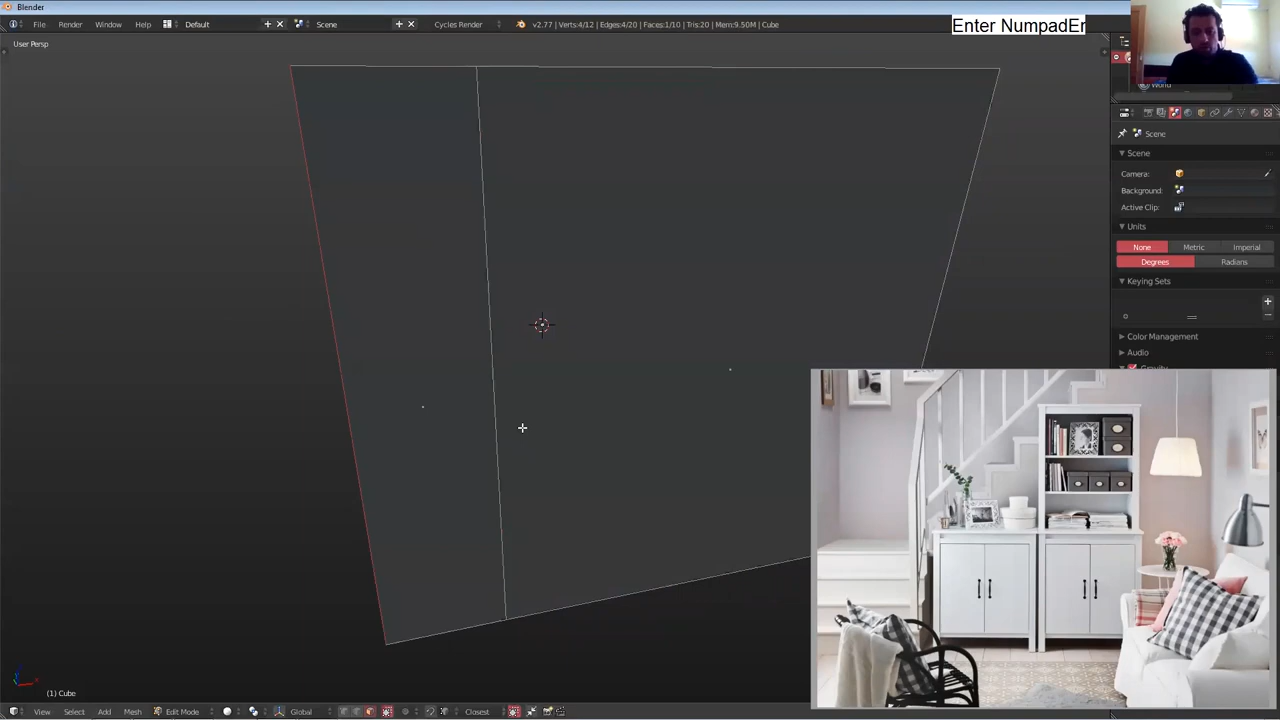 Blender
File
Render
Window
Help
Default
Scene
Cycles Render
v2.77 | Verts:4/12 | Edges:4/20 | Faces:1/10 | Tris:20 | Mem:9.50M | Cube
Enter NumpadEr
User Persp
World
Scene
Scene
Camera:
Background:
Active Clip:
Units
None
Metric
Imperial
Degrees
Radians
Keying Sets
Color Management
Audio
Gravity
(1) Cube
View
Select
Add
Mesh
Edit Mode
Global
Closest